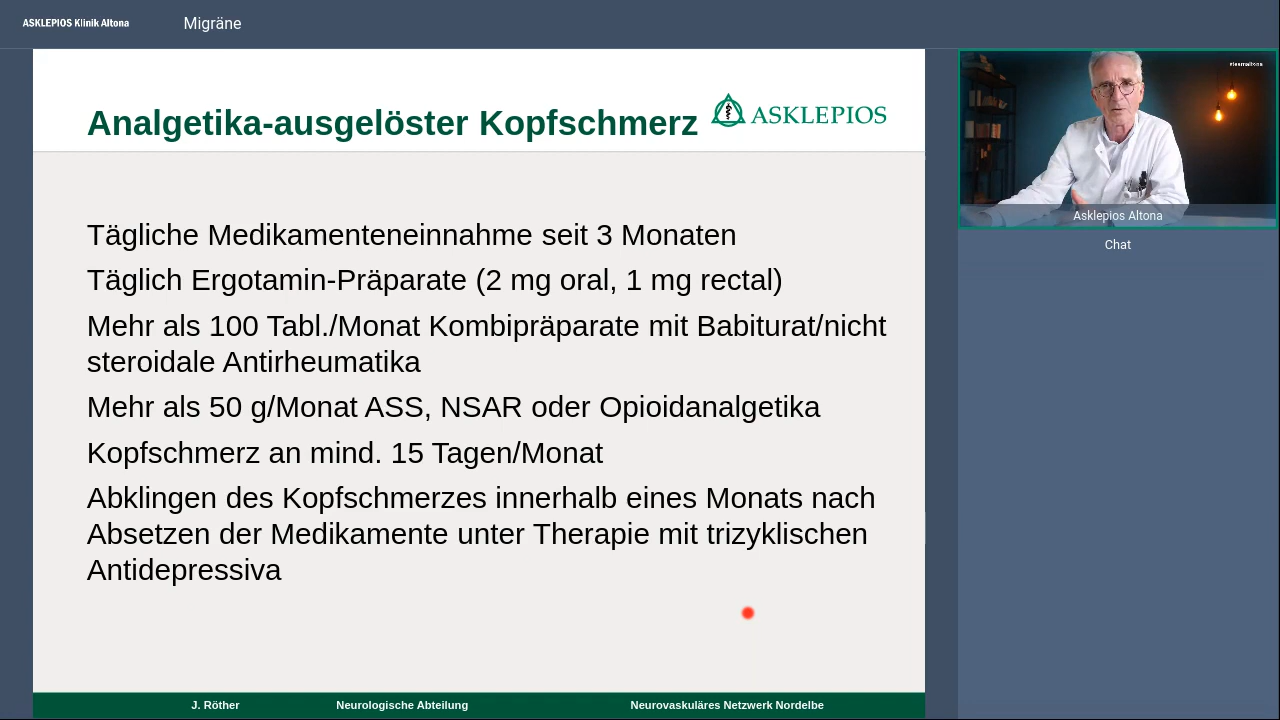 ASKLEPIOS Klinik Altona
Migräne
Analgetika-ausgelöster Kopfschmerz
ASKLEPIOS
Tägliche Medikamenteneinnahme seit 3 Monaten
Täglich Ergotamin-Präparate (2 mg oral, 1 mg rectal)
Mehr als 100 Tabl./Monat Kombipräparate mit Babiturat/nicht
steroidale Antirheumatika
Mehr als 50 g/Monat ASS, NSAR oder Opioidanalgetika
Kopfschmerz an mind. 15 Tagen/Monat
Abklingen des Kopfschmerzes innerhalb eines Monats nach
Absetzen der Medikamente unter Therapie mit trizyklischen
Antidepressiva
J. Röther
Neurologische Abteilung
Neurovaskuläres Netzwerk Nordelbe
#teamaltona
Asklepios Altona
Chat